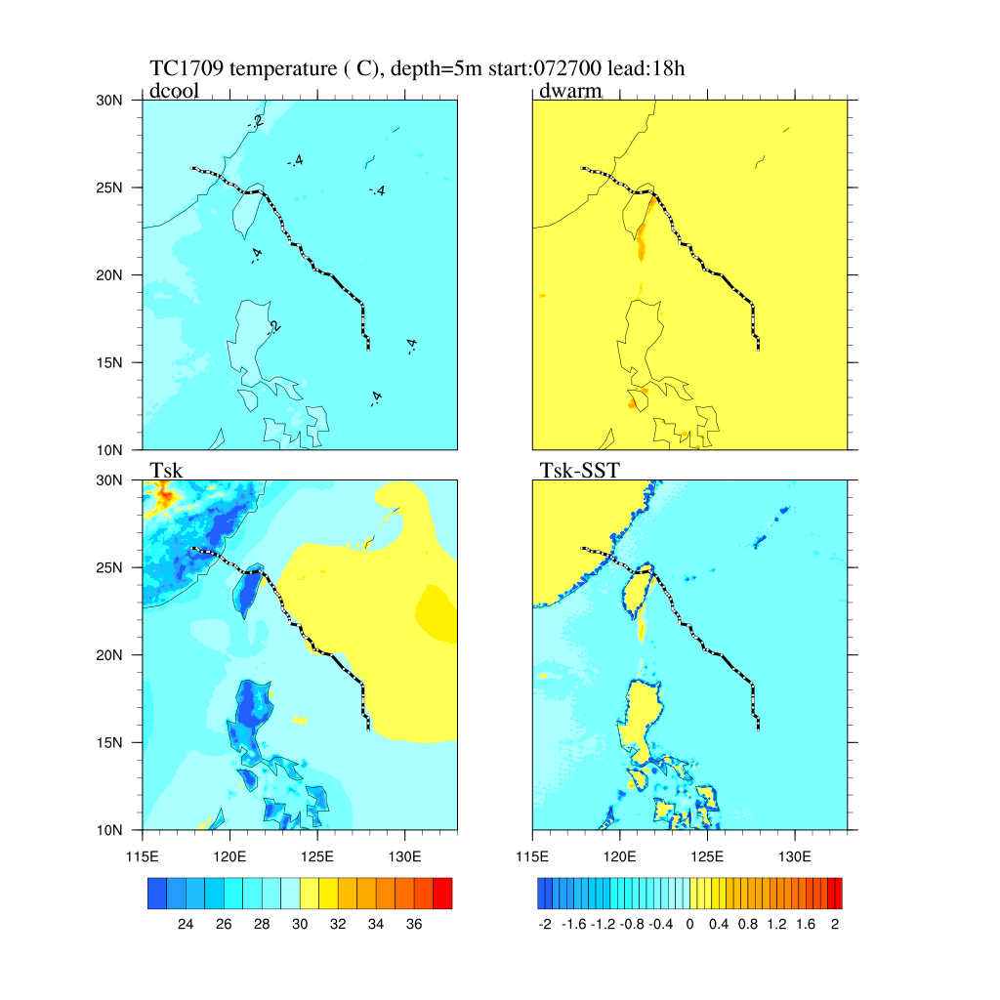 TC1709 temperature ( C), depth=5m start:072700 lead:18h
dcool
dwarm
30N
25N
20N
15N
10N
-.2
-.4
-.4
-.4
-.2
-.4
-.4
Tsk
Tsk-SST
30N
25N
20N
15N
10N
115E 120E 125E 130E
115E 120E 125E 130E
24 26 28 30 32 34 36
-2 -1.6 -1.2 -0.8 -0.4 0 0.4 0.8 1.2 1.6 2